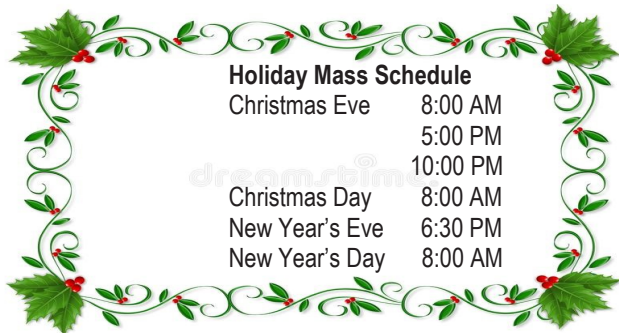 Holiday Mass Schedule
Christmas Eve 8:00 AM
5:00 PM
10:00 PM
dreamstime.
Christmas Day 8:00 AM
New Year’s Eve 6:30 PM
New Year’s Day 8:00 AM